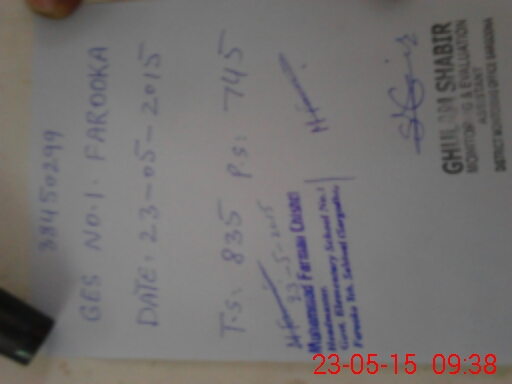 38450299
GES NO.1. FAROOKA
DATE: 23-05-2015
T.S: 835 P.S: 745
23-5-2015
Muhammad Farooq
Headmaster
Govt. Elementary School No.1
Farooka Teh. Sahiwal (Sargodha)
GHULAM SHABIR
MONITORING & EVALUATION
ASSISTANT
DISTRICT MONITORING OFFICE SARGODHA
23-05-15 09:38